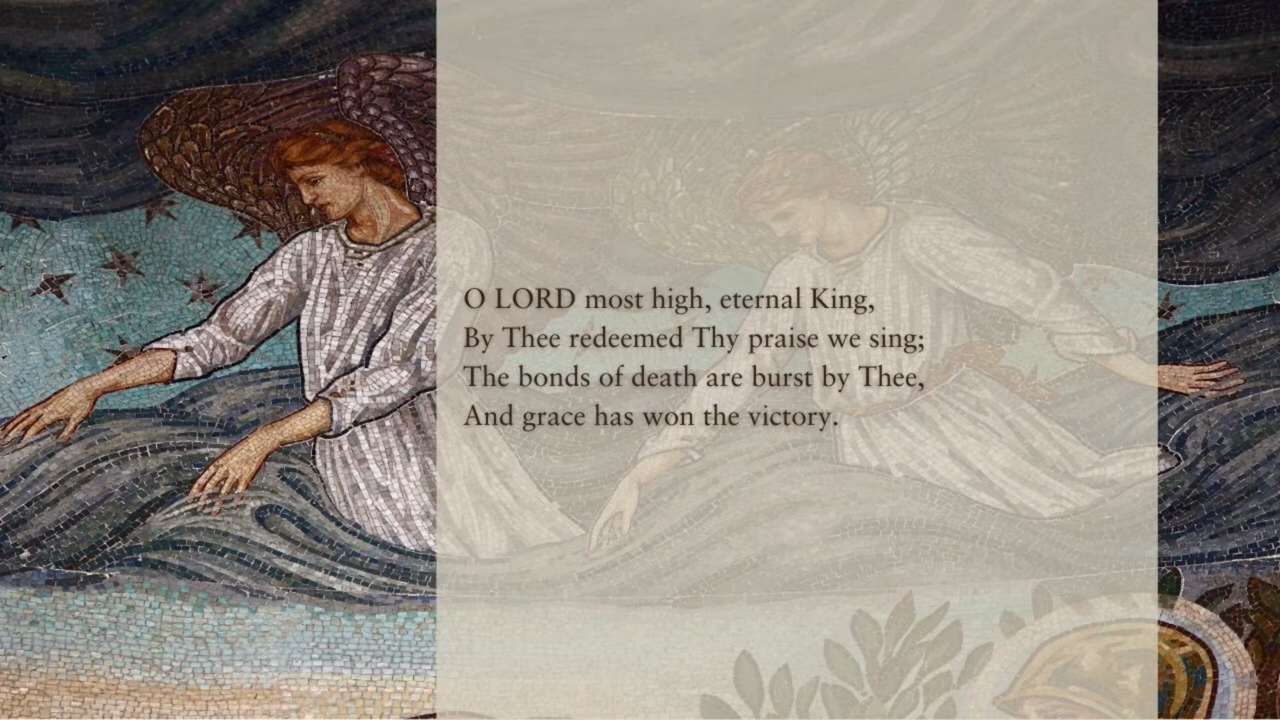 O LORD most high, eternal King,
By Thee redeemed Thy praise we sing;
The bonds of death are burst by Thee,
And grace has won the victory.